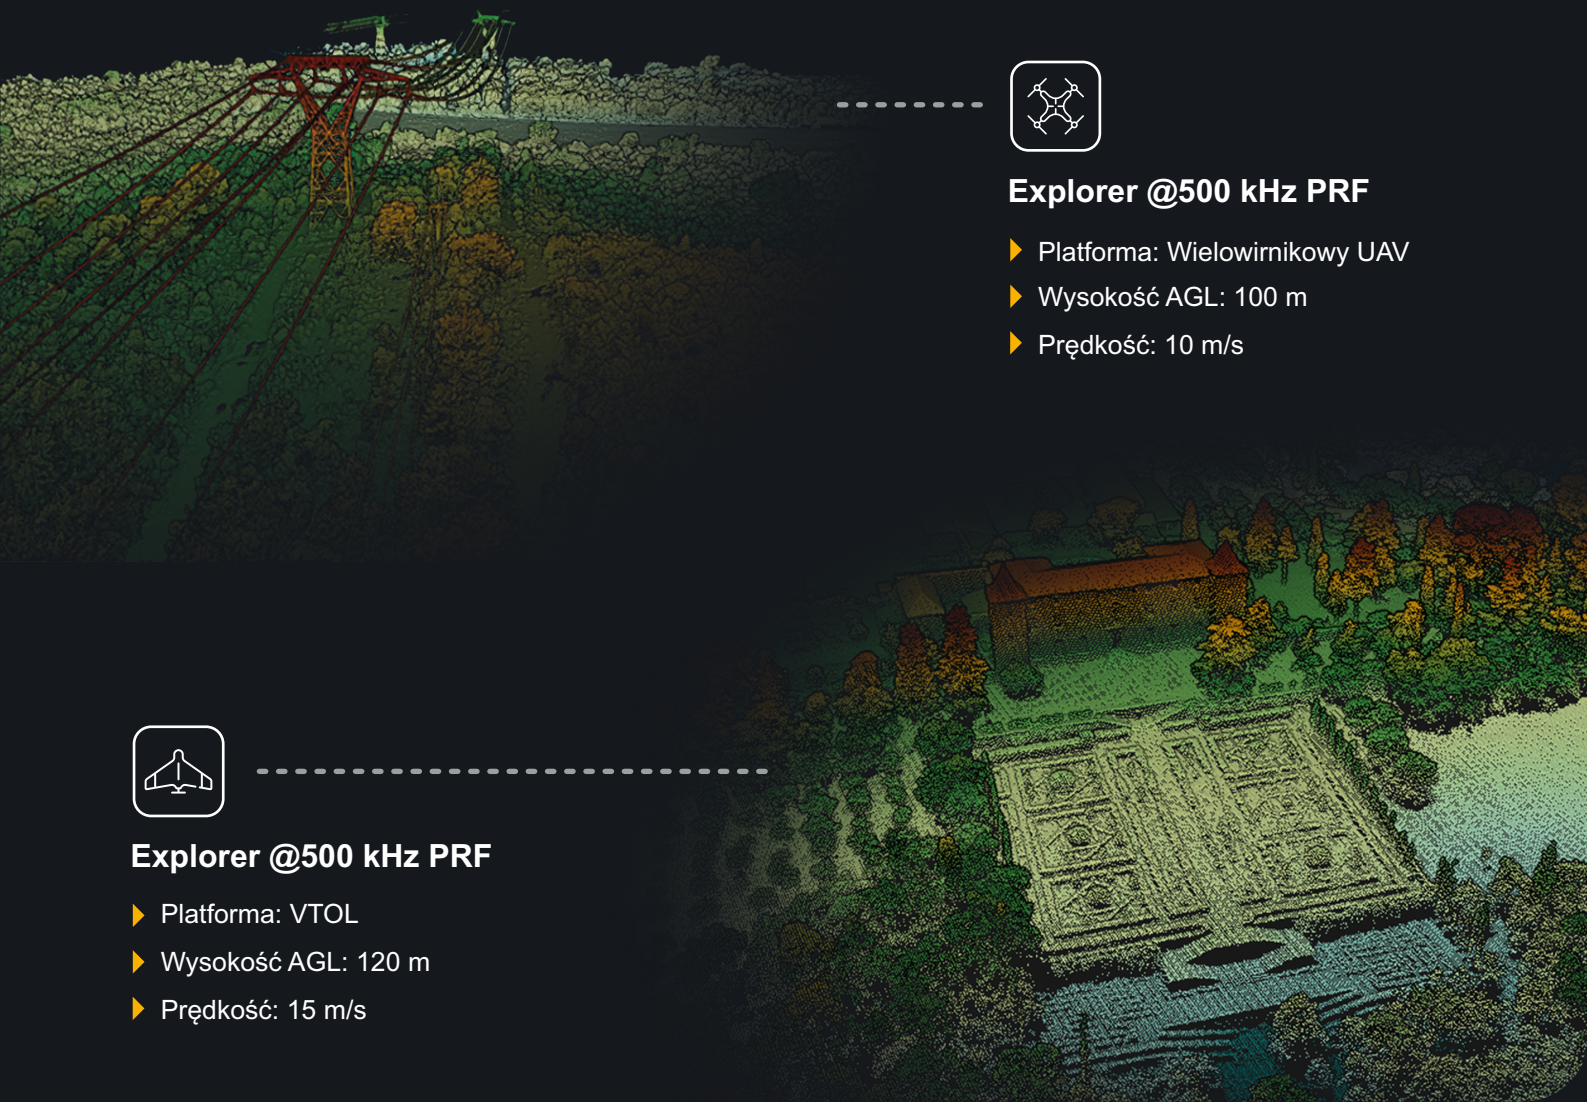 Explorer @500 kHz PRF
Platforma: Wielowirnikowy UAV
Wysokość AGL: 100 m
Prędkość: 10 m/s
Explorer @500 kHz PRF
Platforma: VTOL
Wysokość AGL: 120 m
Prędkość: 15 m/s